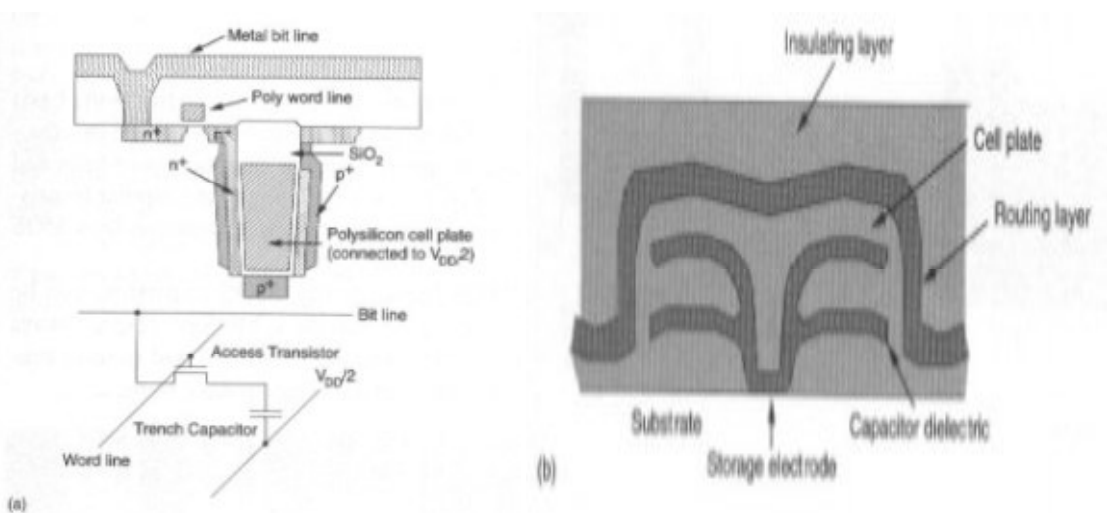 Metal bit line
Poly word line
n+
n+
SiO2
n+
p+
Polysilicon cell plate
(connected to VDD/2)
p+
Bit line
Access Transistor
VDD/2
Trench Capacitor
Word line
(a)
Insulating layer
Cell plate
Routing layer
Substrate
Capacitor dielectric
Storage electrode
(b)